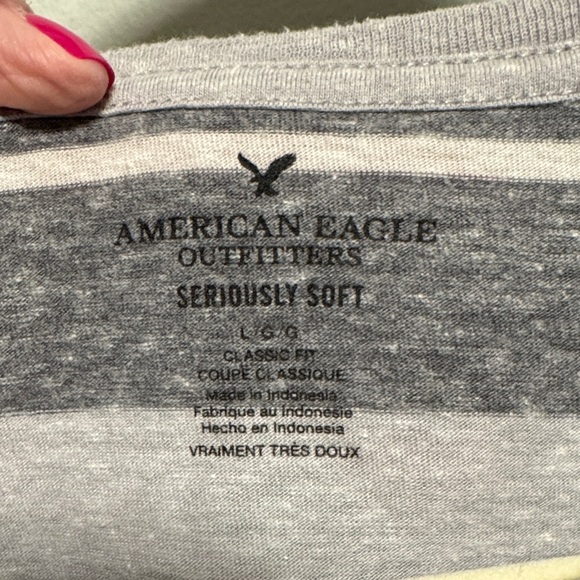 AMERICAN EAGLE
OUTFITTERS
SERIOUSLY SOFT
L/G/G
CLASSIC FIT
COUPE CLASSIQUE
Made in Indonesia
Fabriqué au Indonésie
Hecho en Indonesia
VRAIMENT TRÈS DOUX